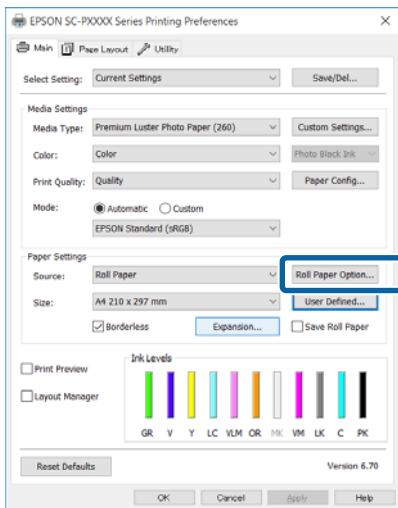 EPSON SC-PXXXX Series Printing Preferences
Main Page Layout Utility
Select Setting: Current Settings Save/Del...
Media Settings
Media Type: Premium Luster Photo Paper (260) Custom Settings...
Color: Color Photo Black Ink
Print Quality: Quality Paper Config...
Mode: Automatic Custom
EPSON Standard (sRGB)
Paper Settings
Source: Roll Paper Roll Paper Option...
Size: A4 210 x 297 mm User Defined...
Borderless Expansion... Save Roll Paper
Print Preview
Ink Levels
Layout Manager
GR V Y LC VLM OR MK VM LK C PK
Reset Defaults Version 6.70
OK Cancel Apply Help